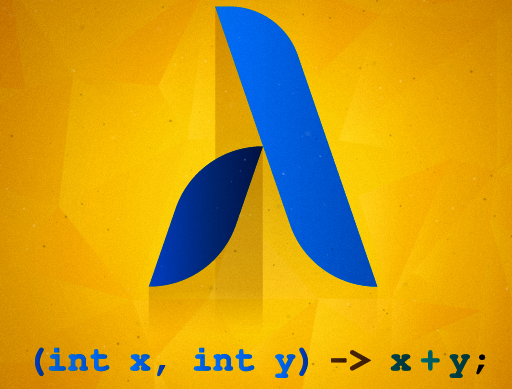 (int x, int y) -> x+y;